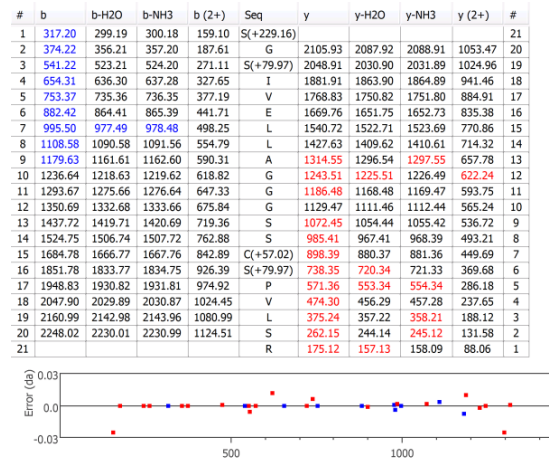 # b b-H2O b-NH3 b (2+) Seq y y-H2O y-NH3 y (2+) #
1 317.20 299.19 300.18 159.10 S(+229.16) 21
2 374.22 356.21 357.20 187.61 G 2105.93 2087.92 2088.91 1053.47 20
3 541.22 523.21 524.20 271.11 S(+79.97) 2048.91 2030.90 2031.89 1024.96 19
4 654.31 636.30 637.28 327.65 I 1881.91 1863.90 1864.89 941.46 18
5 753.37 735.36 736.35 377.19 V 1768.83 1750.82 1751.80 884.91 17
6 882.42 864.41 865.39 441.71 E 1669.76 1651.75 1652.73 835.38 16
7 995.50 977.49 978.48 498.25 L 1540.72 1522.71 1523.69 770.86 15
8 1108.58 1090.58 1091.56 554.79 L 1427.63 1409.62 1410.61 714.32 14
9 1179.63 1161.61 1162.60 590.31 A 1314.55 1296.54 1297.55 657.78 13
10 1236.64 1218.63 1219.62 618.82 G 1243.51 1225.51 1226.49 622.24 12
11 1293.67 1275.66 1276.64 647.33 G 1186.48 1168.48 1169.47 593.75 11
12 1350.69 1332.68 1333.66 675.84 G 1129.47 1111.46 1112.44 565.24 10
13 1437.72 1419.71 1420.69 719.36 S 1072.45 1054.44 1055.42 536.72 9
14 1524.75 1506.74 1507.72 762.88 S 985.41 967.41 968.39 493.21 8
15 1684.78 1666.77 1667.76 842.89 C(+57.02) 898.39 880.37 881.36 449.69 7
16 1851.78 1833.77 1834.75 926.39 S(+79.97) 738.35 720.34 721.33 369.68 6
17 1948.83 1930.82 1931.81 974.92 P 571.36 553.34 554.34 286.18 5
18 2047.90 2029.89 2030.87 1024.45 V 474.30 456.29 457.28 237.65 4
19 2160.99 2142.98 2143.96 1080.99 L 375.24 357.22 358.21 188.12 3
20 2248.02 2230.01 2230.99 1124.51 S 262.15 244.14 245.12 131.58 2
21 R 175.12 157.13 158.09 88.06 1
Error (da)
0.03
0.0
-0.03
500 1000